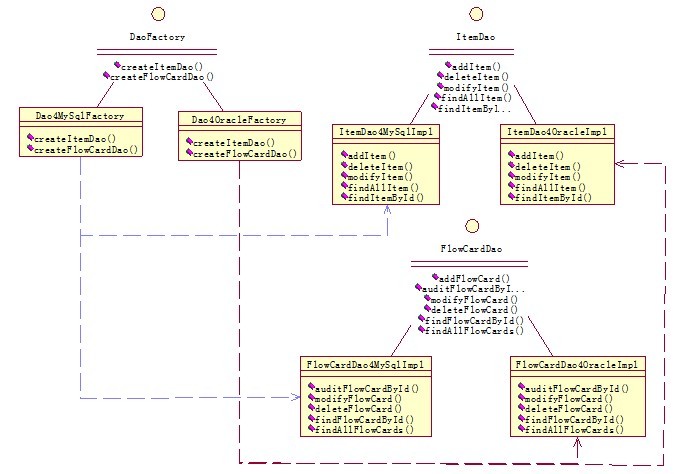 DaoFactory
createItemDao()
createFlowCardDao()
ItemDao
addItem()
deleteItem()
modifyItem()
findAllItem()
findItemByI...
Dao4MySqlFactory
createItemDao()
createFlowCardDao()
Dao4OracleFactory
createItemDao()
createFlowCardDao()
ItemDao4MySqlImpl
addItem()
deleteItem()
modifyItem()
findAllItem()
findItemById()
ItemDao4OracleImpl
addItem()
deleteItem()
modifyItem()
findAllItem()
findItemById()
FlowCardDao
addFlowCard()
auditFlowCardByI...
modifyFlowCard()
deleteFlowCard()
findFlowCardById()
findAllFlowCards()
FlowCardDao4MySqlImpl
auditFlowCardById()
modifyFlowCard()
deleteFlowCard()
findFlowCardById()
findAllFlowCards()
FlowCardDao4OracleImpl
auditFlowCardById()
modifyFlowCard()
deleteFlowCard()
findFlowCardById()
findAllFlowCards()